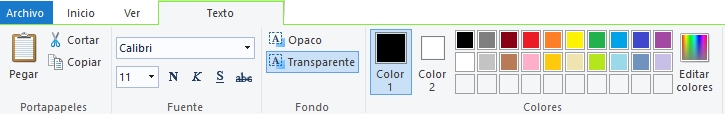 Archivo Inicio Ver Texto
Pegar
Cortar
Copiar
Portapapeles
Calibri
11 N K S abc
Fuente
Opaco
Transparente
Fondo
Color 1
Color 2
Editar colores
Colores